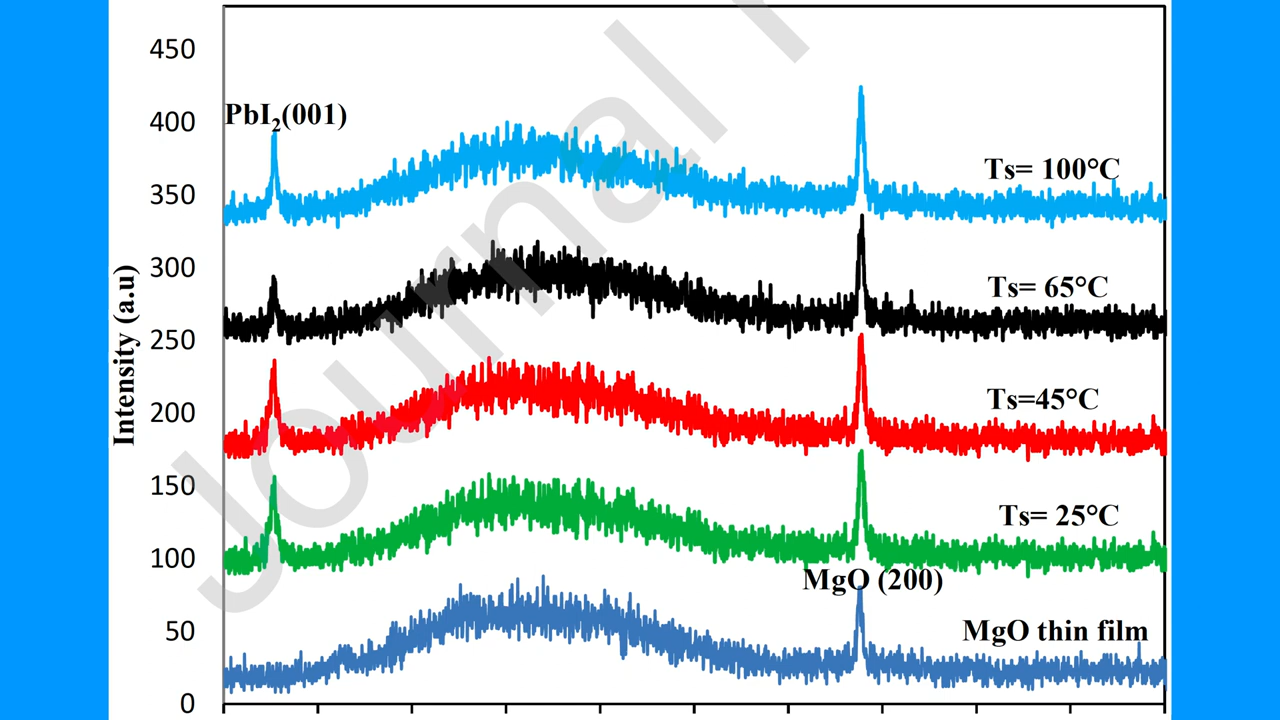 450
400
350
300
250
200
150
100
50
0
Intensity (a.u)
PbI₂(001)
Ts= 100°C
Ts= 65°C
Ts=45°C
Ts= 25°C
MgO (200)
MgO thin film
Journal